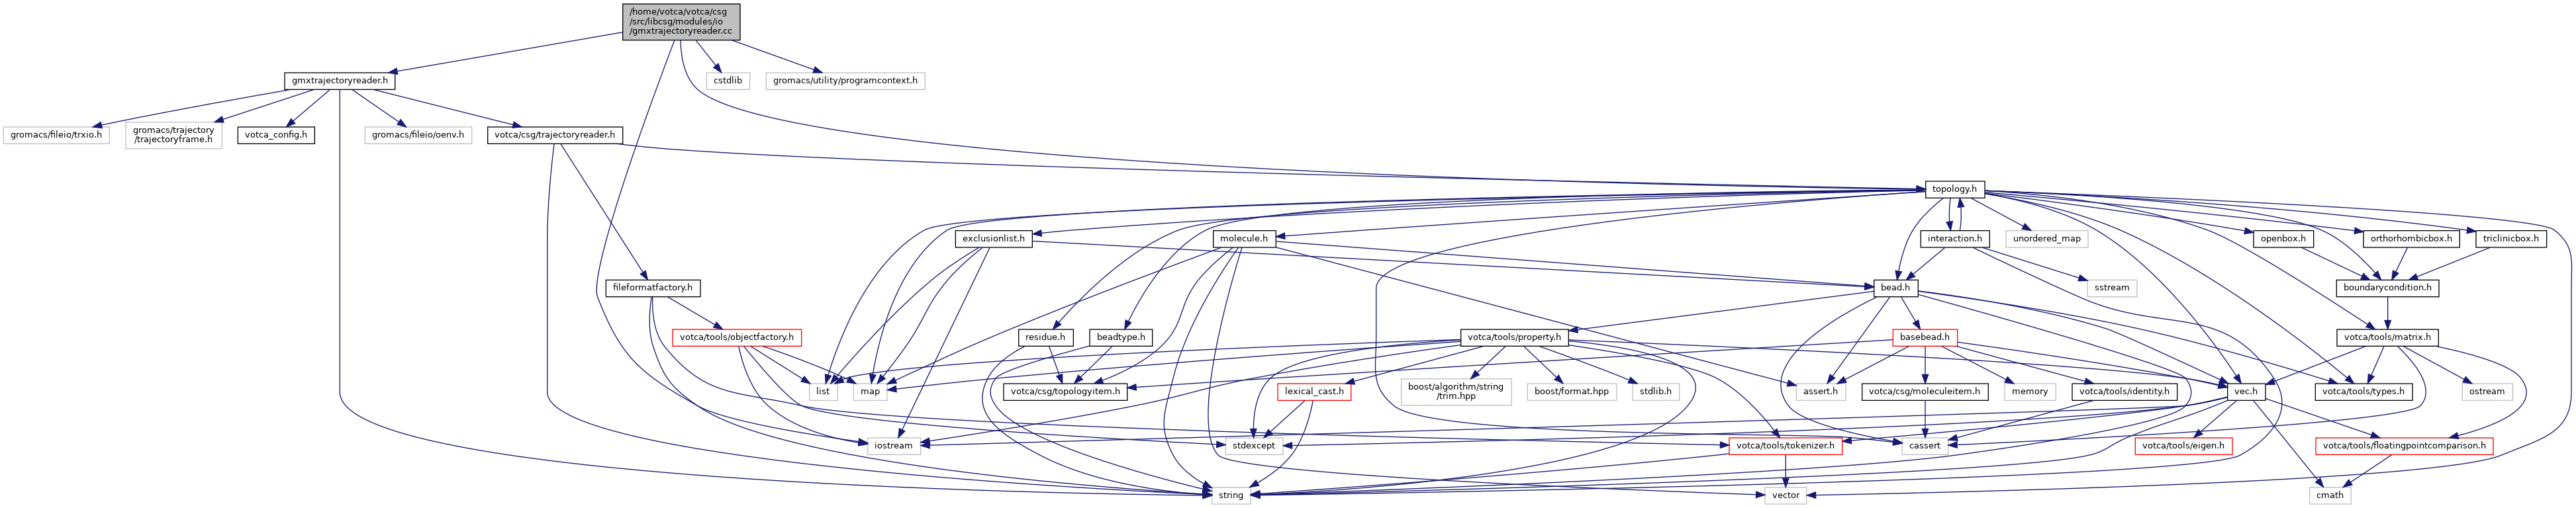 /home/votca/votca/csg
/src/libcsg/modules/io
/gmxtrajectoryreader.cc
gmxtrajectoryreader.h
cstdlib
gromacs/utility/programcontext.h
gromacs/fileio/trxio.h
gromacs/trajectory
/trajectoryframe.h
votca_config.h
gromacs/fileio/oenv.h
votca/csg/trajectoryreader.h
topology.h
exclusionlist.h
molecule.h
interaction.h
unordered_map
openbox.h
orthorhombicbox.h
triclinicbox.h
fileformatfactory.h
bead.h
sstream
boundarycondition.h
votca/tools/objectfactory.h
residue.h
beadtype.h
votca/tools/property.h
basebead.h
votca/tools/matrix.h
list
map
votca/csg/topologyitem.h
lexical_cast.h
boost/algorithm/string
/trim.hpp
boost/format.hpp
stdlib.h
assert.h
votca/csg/moleculeitem.h
memory
votca/tools/identity.h
vec.h
votca/tools/types.h
ostream
iostream
stdexcept
votca/tools/tokenizer.h
cassert
votca/tools/eigen.h
votca/tools/floatingpointcomparison.h
string
vector
cmath